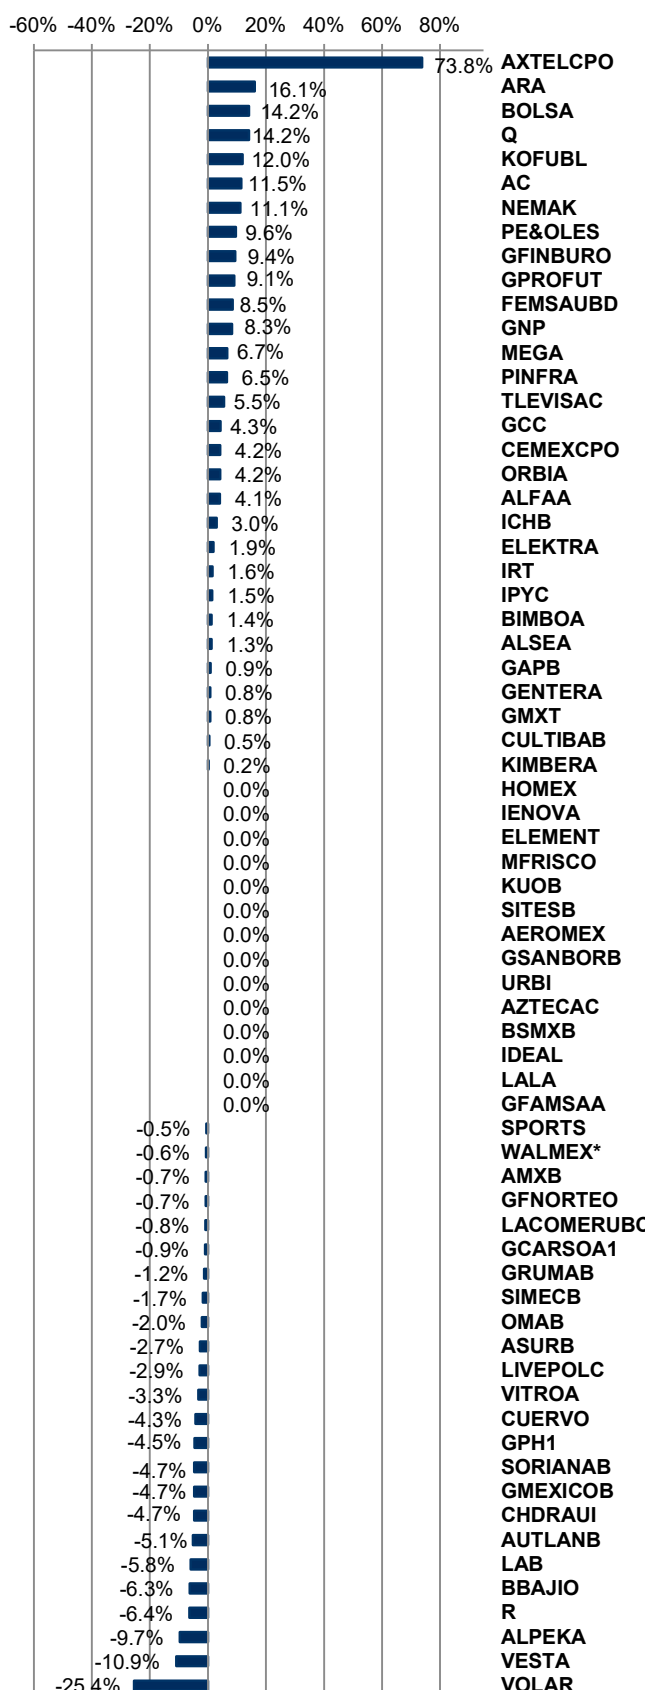 -60% -40% -20% 0% 20% 40% 60% 80%
73.8% AXTELCPO
16.1% ARA
14.2% BOLSA
14.2% Q
12.0% KOFUBL
11.5% AC
11.1% NEMAK
9.6% PE&OLES
9.4% GFINBURO
9.1% GPROFUT
8.5% FEMSAUBD
8.3% GNP
6.7% MEGA
6.5% PINFRA
5.5% TLEVISAC
4.3% GCC
4.2% CEMEXCPO
4.2% ORBIA
4.1% ALFAA
3.0% ICHB
1.9% ELEKTRA
1.6% IRT
1.5% IPYC
1.4% BIMBOA
1.3% ALSEA
0.9% GAPB
0.8% GENTERA
0.8% GMXT
0.5% CULTIBAB
0.2% KIMBERA
0.0% HOMEX
0.0% IENOVA
0.0% ELEMENT
0.0% MFRISCO
0.0% KUOB
0.0% SITESB
0.0% AEROMEX
0.0% GSANBORB
0.0% URBI
0.0% AZTECAC
0.0% BSMXB
0.0% IDEAL
0.0% LALA
0.0% GFAMSAA
-0.5% SPORTS
-0.6% WALMEX*
-0.7% AMXB
-0.7% GFNORTEO
-0.8% LACOMERUBC
-0.9% GCARSOA1
-1.2% GRUMAB
-1.7% SIMECB
-2.0% OMAB
-2.7% ASURB
-2.9% LIVEPOLC
-3.3% VITROA
-4.3% CUERVO
-4.5% GPH1
-4.7% SORIANAB
-4.7% GMEXICOB
-4.7% CHDRAUI
-5.1% AUTLANB
-5.8% LAB
-6.3% BBAJIO
-6.4% R
-9.7% ALPEKA
-10.9% VESTA
-25.4% VOLAR